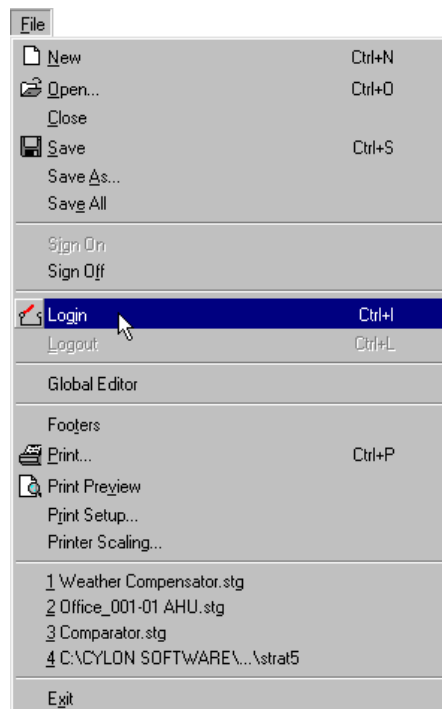 File
New Ctrl+N
Open... Ctrl+O
Close
Save Ctrl+S
Save As...
Save All
Sign On
Sign Off
Login Ctrl+I
Logout Ctrl+L
Global Editor
Footers
Print... Ctrl+P
Print Preview
Print Setup...
Printer Scaling...
1 Weather Compensator.stg
2 Office_001-01 AHU.stg
3 Comparator.stg
4 C:\CYLON SOFTWARE\...\strat5
Exit